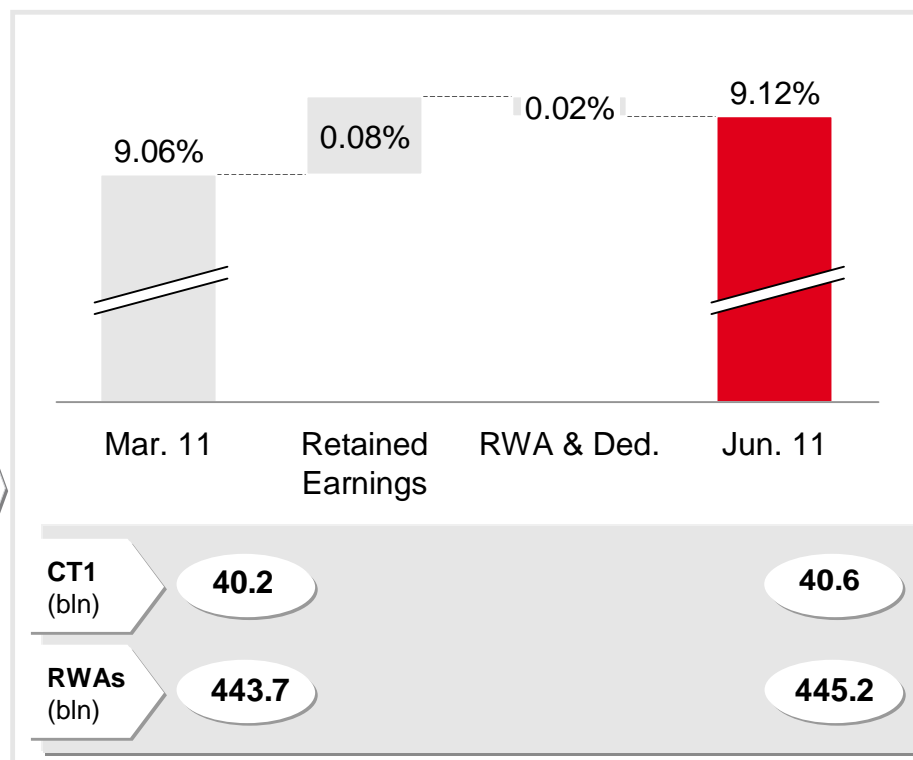 9.06%
0.08%
0.02%
9.12%
Mar. 11
Retained
Earnings
RWA & Ded.
Jun. 11
CT1
(bln)
40.2
40.6
RWAs
(bln)
443.7
445.2